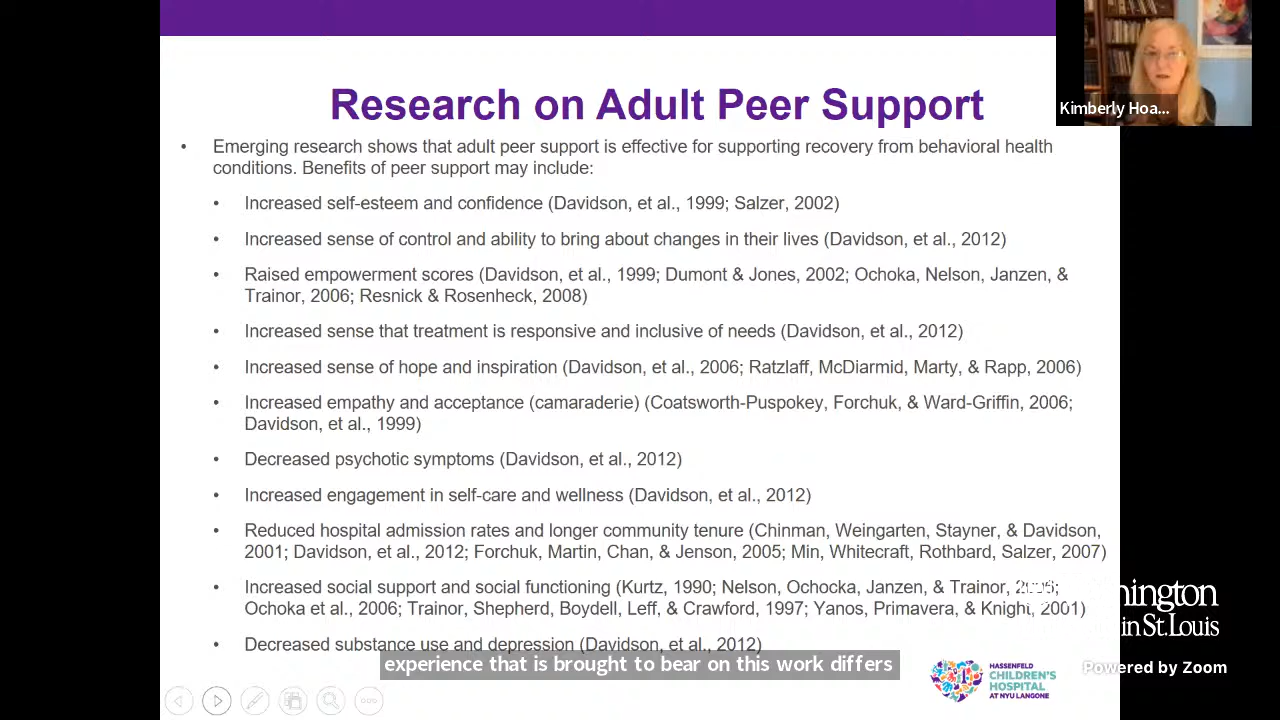 Research on Adult Peer Support
Kimberly Hoa...
• Emerging research shows that adult peer support is effective for supporting recovery from behavioral health
conditions. Benefits of peer support may include:
• Increased self-esteem and confidence (Davidson, et al., 1999; Salzer, 2002)
• Increased sense of control and ability to bring about changes in their lives (Davidson, et al., 2012)
• Raised empowerment scores (Davidson, et al., 1999; Dumont & Jones, 2002; Ochoka, Nelson, Janzen, &
Trainor, 2006; Resnick & Rosenheck, 2008)
• Increased sense that treatment is responsive and inclusive of needs (Davidson, et al., 2012)
• Increased sense of hope and inspiration (Davidson, et al., 2006; Ratzlaff, McDiarmid, Marty, & Rapp, 2006)
• Increased empathy and acceptance (camaraderie) (Coatsworth-Puspokey, Forchuk, & Ward-Griffin, 2006;
Davidson, et al., 1999)
• Decreased psychotic symptoms (Davidson, et al., 2012)
• Increased engagement in self-care and wellness (Davidson, et al., 2012)
• Reduced hospital admission rates and longer community tenure (Chinman, Weingarten, Stayner, & Davidson,
2001; Davidson, et al., 2012; Forchuk, Martin, Chan, & Jenson, 2005; Min, Whitecraft, Rothbard, Salzer, 2007)
• Increased social support and social functioning (Kurtz, 1990; Nelson, Ochocka, Janzen, & Trainor,
Ochoka et al., 2006; Trainor, Shepherd, Boydell, Leff, & Crawford, 1997; Yanos, Primavera, & Knight, 2001)
• Decreased substance use and depression (Davidson, et al., 2012)
experience that is brought to bear on this work differs
HASSENFELD
CHILDREN'S
HOSPITAL
AT NYU LANGONE
hington
in St.Louis
Powered by Zoom